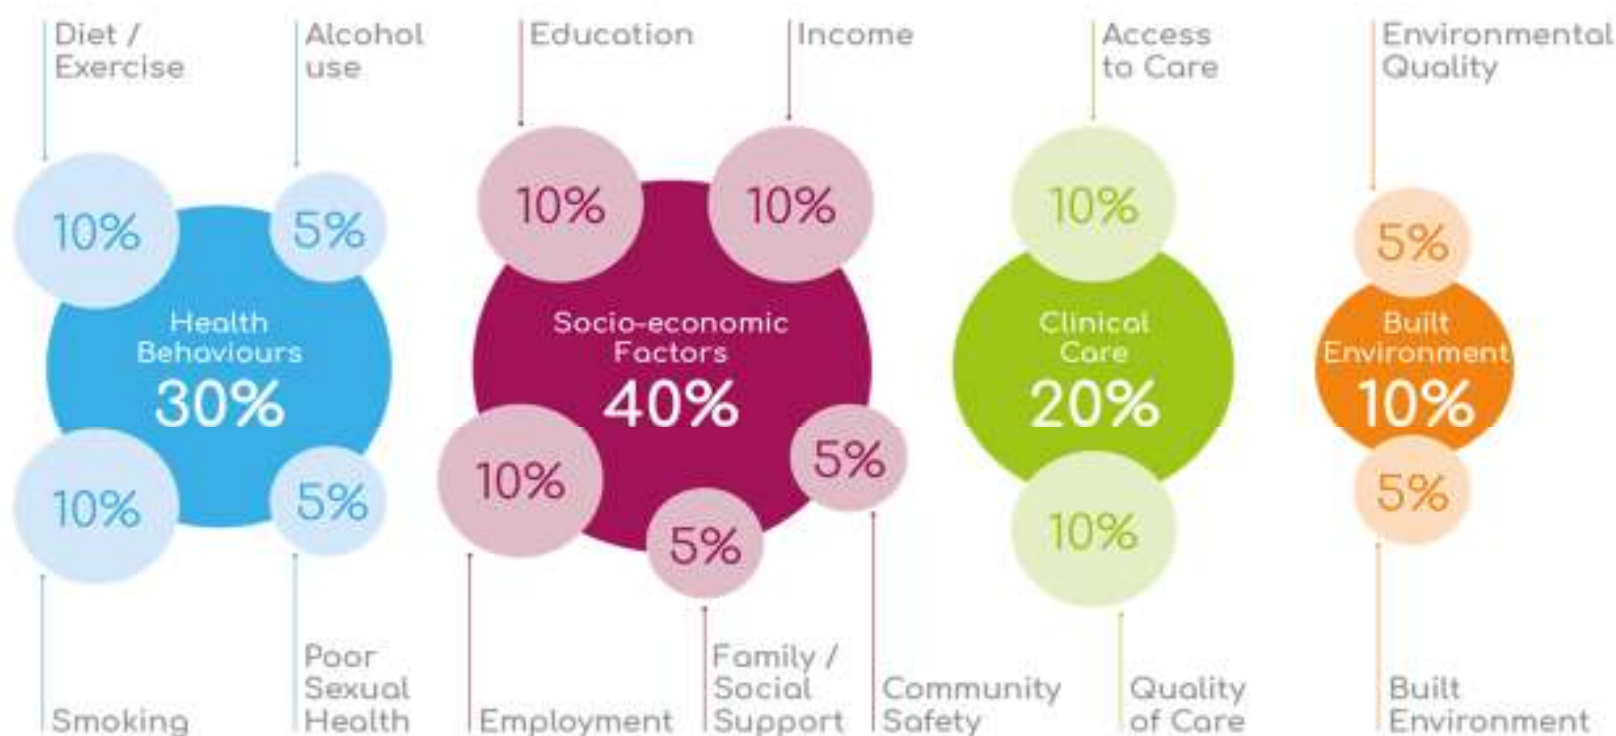 Diet /
Exercise
Alcohol
use
Education
Income
Access
to Care
Environmental
Quality
10%
5%
10%
10%
10%
5%
Health
Behaviours
30%
Socio-economic
Factors
40%
Clinical
Care
20%
Built
Environment
10%
10%
5%
10%
5%
5%
10%
5%
Smoking
Poor
Sexual
Health
Employment
Family /
Social
Support
Community
Safety
Quality
of Care
Built
Environment